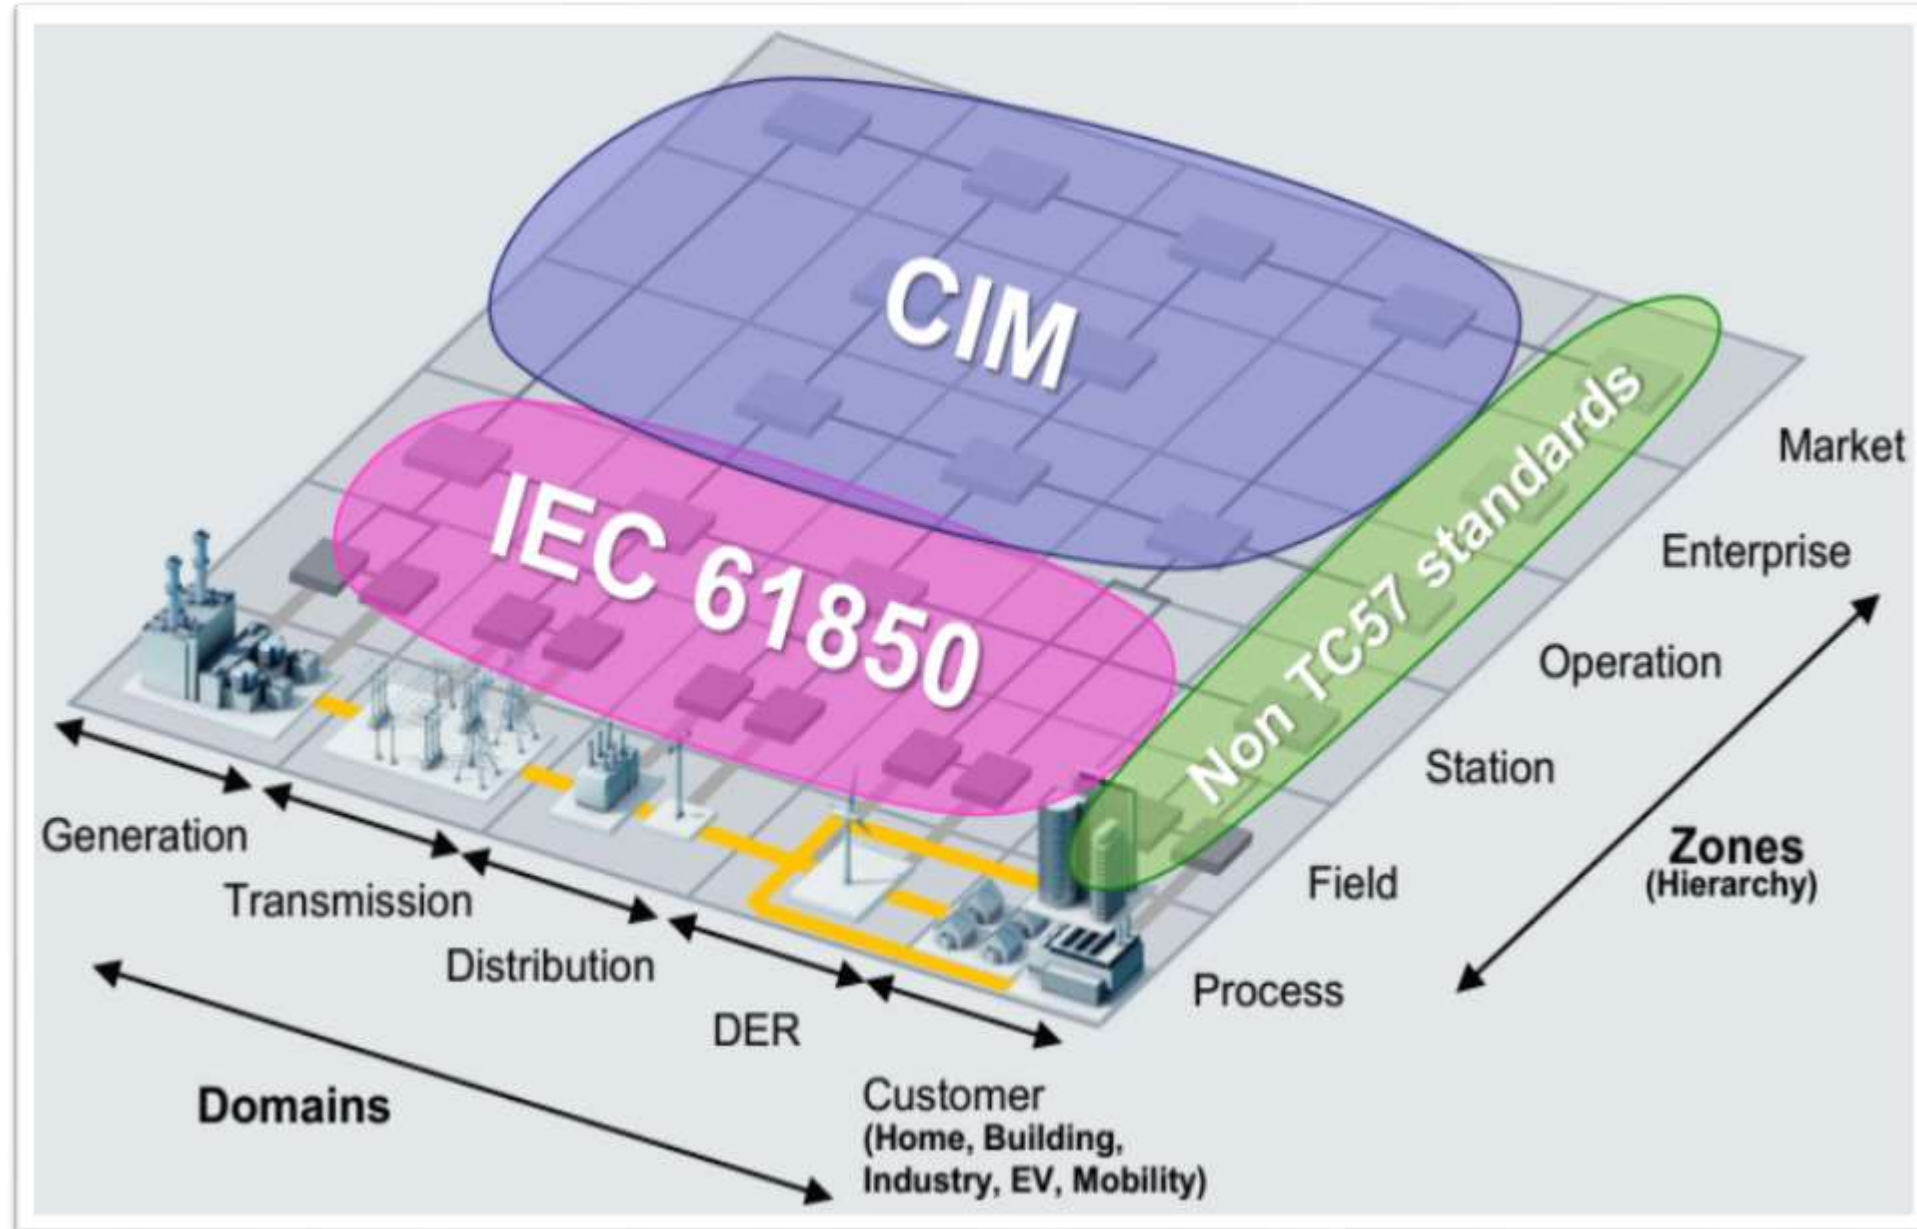 CIM
IEC 61850
Non TC57 standards
Market
Enterprise
Operation
Station
Field
Process
Zones
(Hierarchy)
Generation
Transmission
Distribution
DER
Customer
(Home, Building,
Industry, EV, Mobility)
Domains